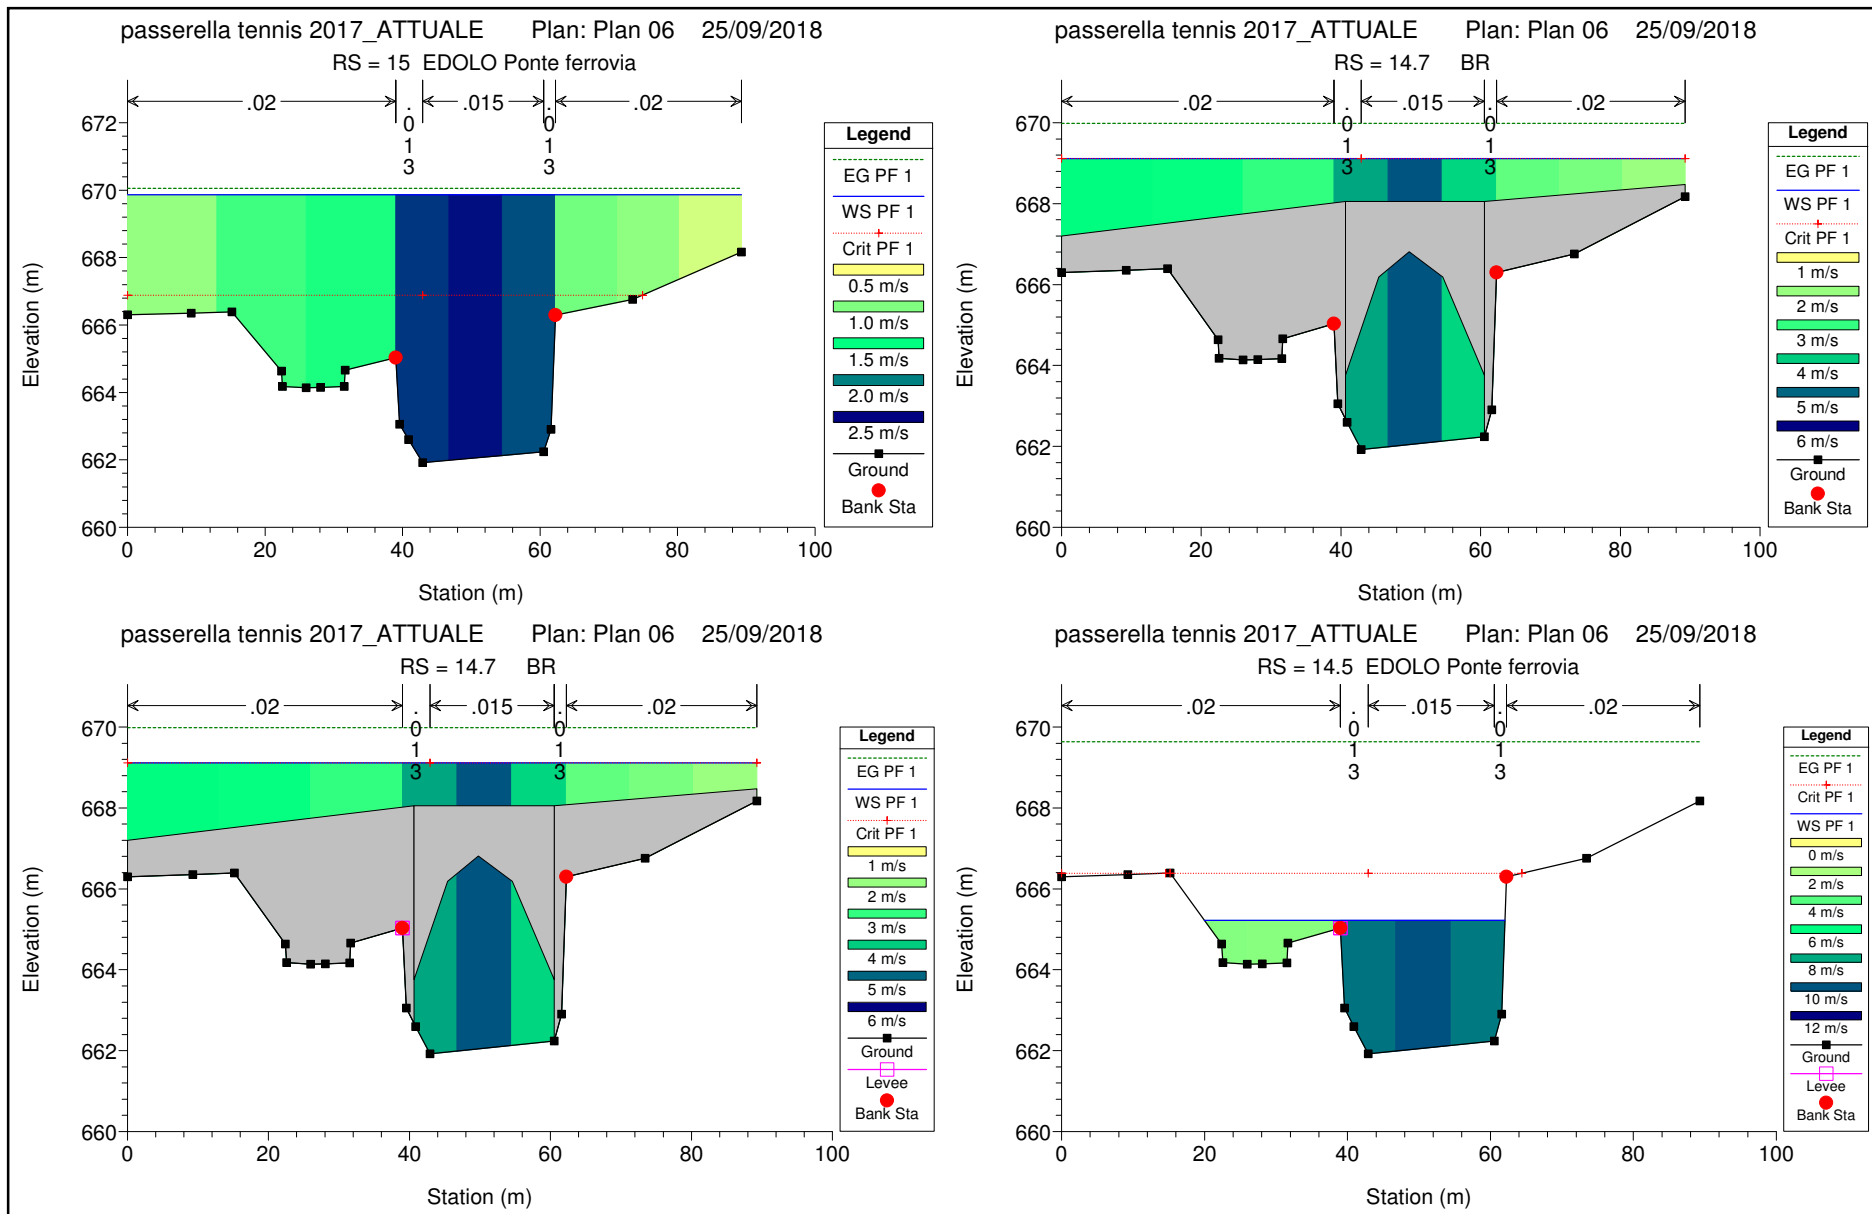 passerella tennis 2017_ATTUALE Plan: Plan 06 25/09/2018
RS = 15 EDOLO Ponte ferrovia
.02
.013
.015
.013
.02
672
670
668
666
664
662
660
Elevation (m)
0 20 40 60 80 100
Station (m)
Legend
EG PF 1
WS PF 1
Crit PF 1
0.5 m/s
1.0 m/s
1.5 m/s
2.0 m/s
2.5 m/s
Ground
Bank Sta
passerella tennis 2017_ATTUALE Plan: Plan 06 25/09/2018
RS = 14.7 BR
.02
.013
.015
.013
.02
670
668
666
664
662
660
Elevation (m)
0 20 40 60 80 100
Station (m)
Legend
EG PF 1
WS PF 1
Crit PF 1
1 m/s
2 m/s
3 m/s
4 m/s
5 m/s
6 m/s
Ground
Bank Sta
passerella tennis 2017_ATTUALE Plan: Plan 06 25/09/2018
RS = 14.7 BR
.02
.013
.015
.013
.02
670
668
666
664
662
660
Elevation (m)
0 20 40 60 80 100
Station (m)
Legend
EG PF 1
WS PF 1
Crit PF 1
1 m/s
2 m/s
3 m/s
4 m/s
5 m/s
6 m/s
Ground
Levee
Bank Sta
passerella tennis 2017_ATTUALE Plan: Plan 06 25/09/2018
RS = 14.5 EDOLO Ponte ferrovia
.02
.013
.015
.013
.02
670
668
666
664
662
660
Elevation (m)
0 20 40 60 80 100
Station (m)
Legend
EG PF 1
Crit PF 1
WS PF 1
0 m/s
2 m/s
4 m/s
6 m/s
8 m/s
10 m/s
12 m/s
Ground
Levee
Bank Sta